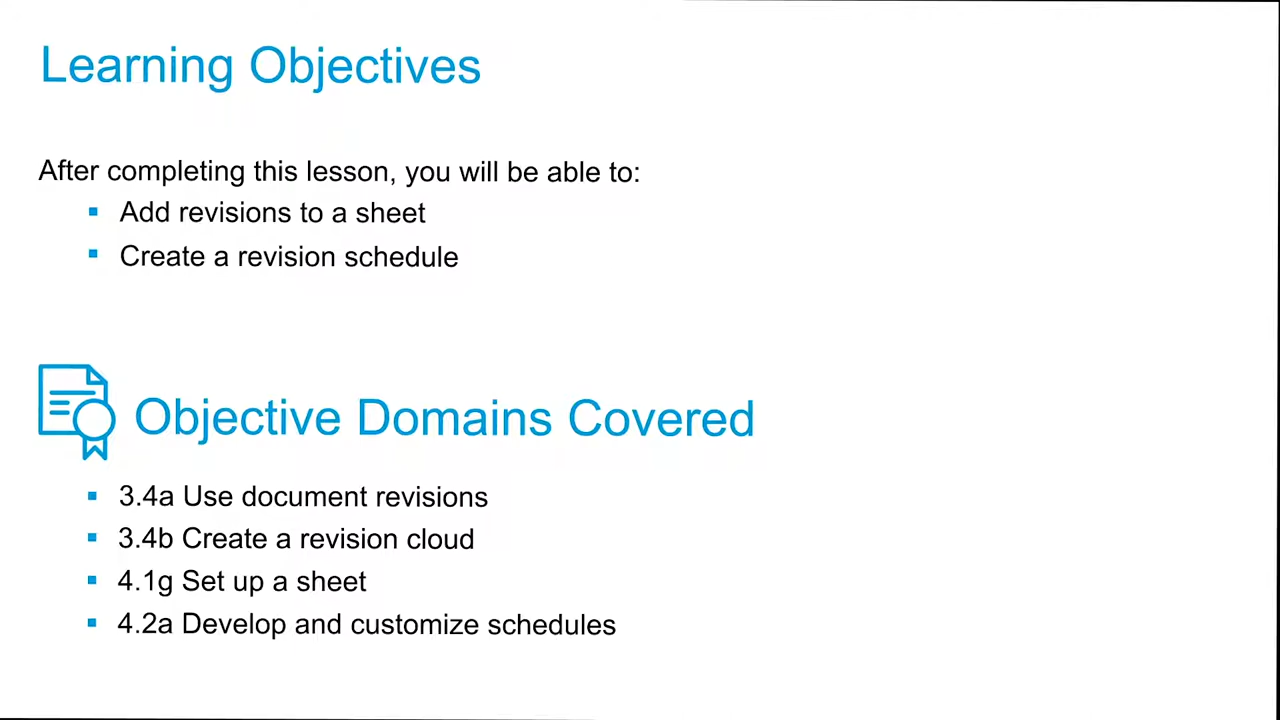 Learning Objectives
After completing this lesson, you will be able to:
Add revisions to a sheet
Create a revision schedule
Objective Domains Covered
3.4a Use document revisions
3.4b Create a revision cloud
4.1g Set up a sheet
4.2a Develop and customize schedules